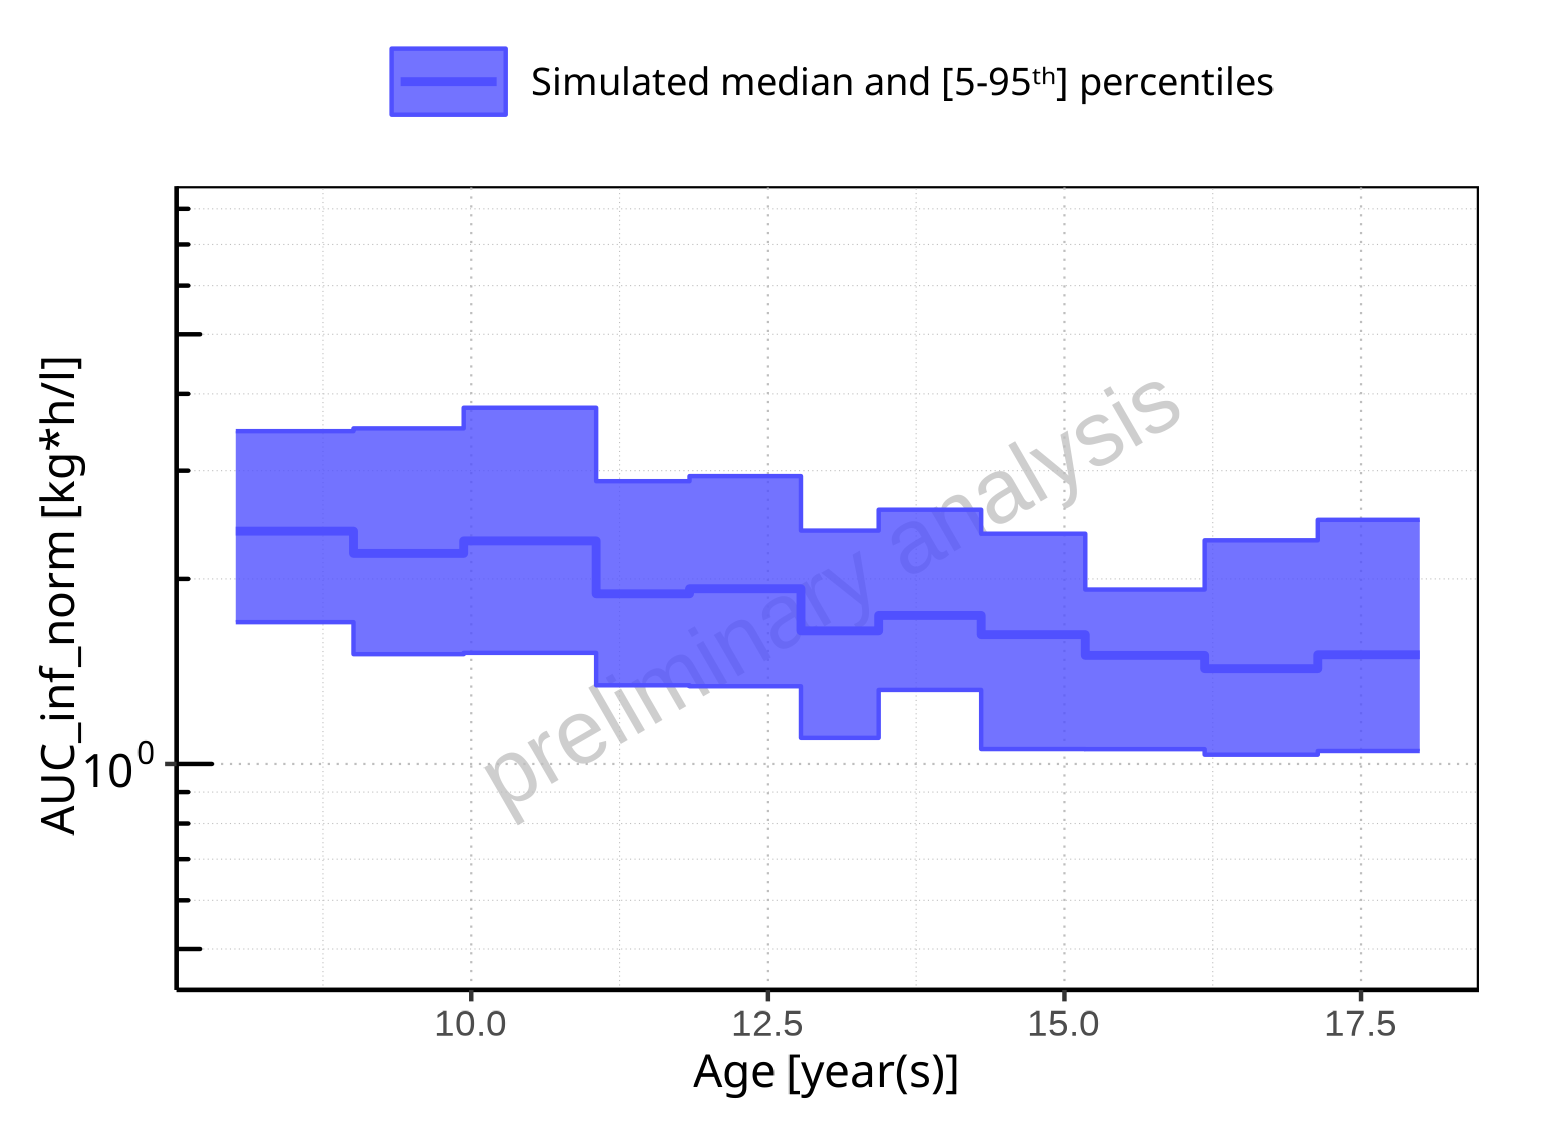 Simulated median and [5-95ᵗʰ] percentiles
AUC_inf_norm [kg*h/l]
10⁰
preliminary analysis
10.0 12.5 15.0 17.5
Age [year(s)]